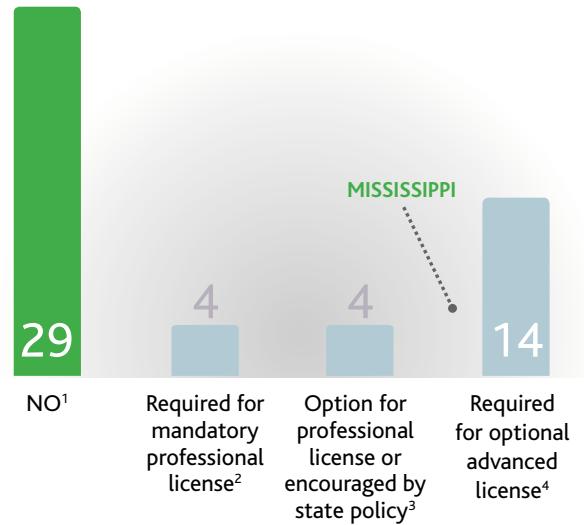 MISSISSIPPI
29
4
4
14
NO¹
Required for
mandatory
professional
license²
Option for
professional
license or
encouraged by
state policy³
Required
for optional
advanced
license⁴